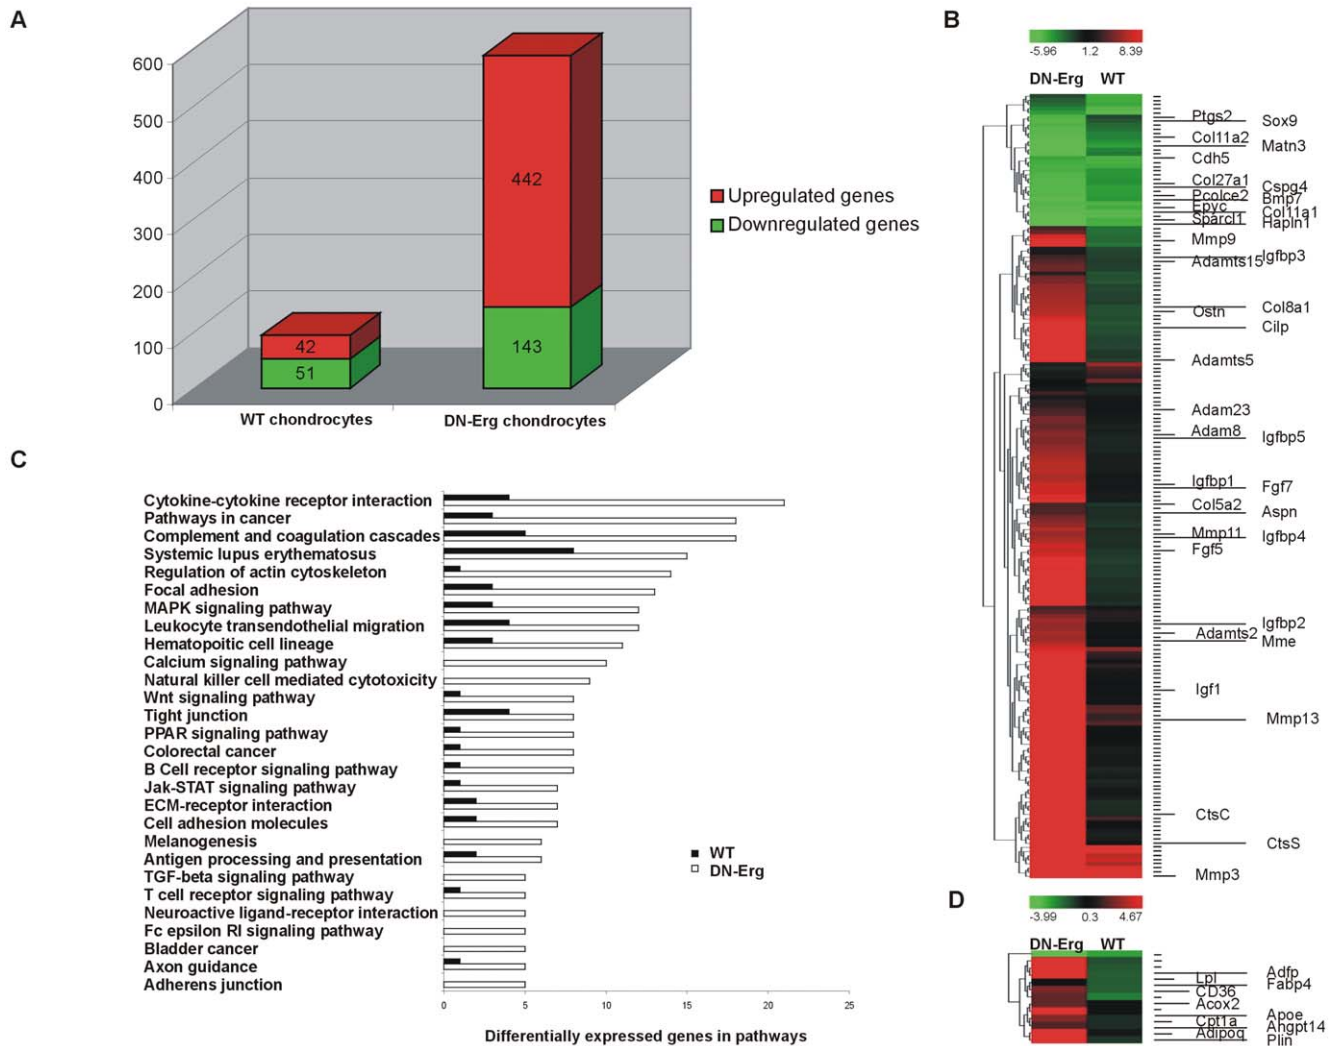 A
600
500
400
300
200
100
0
442
143
42
51
WT chondrocytes
DN-Erg chondrocytes
Upregulated genes
Downregulated genes
B
-5.96 1.2 8.39
DN-Erg WT
Ptgs2
Sox9
Col11a2
Matn3
Cdh5
Col27a1
Cspg4
Pcolce2
Bmp7
Epyc
Col11a1
Sparcl1
Hapln1
Mmp9
Igfbp3
Adamts15
Col8a1
Ostn
Cilp
Adamts5
Adam23
Adam8
Igfbp5
Igfbp1
Fgf7
Col5a2
Aspn
Mmp11
Igfbp4
Fgf5
Igfbp2
Adamts2
Mme
Igf1
Mmp13
CtsC
CtsS
Mmp3
C
Cytokine-cytokine receptor interaction
Pathways in cancer
Complement and coagulation cascades
Systemic lupus erythematosus
Regulation of actin cytoskeleton
Focal adhesion
MAPK signaling pathway
Leukocyte transendothelial migration
Hematopoitic cell lineage
Calcium signaling pathway
Natural killer cell mediated cytotoxicity
Wnt signaling pathway
Tight junction
PPAR signaling pathway
Colorectal cancer
B Cell receptor signaling pathway
Jak-STAT signaling pathway
ECM-receptor interaction
Cell adhesion molecules
Melanogenesis
Antigen processing and presentation
TGF-beta signaling pathway
T cell receptor signaling pathway
Neuroactive ligand-receptor interaction
Fc epsilon RI signaling pathway
Bladder cancer
Axon guidance
Adherens junction
WT
DN-Erg
0 5 10 15 20 25
Differentially expressed genes in pathways
D
-3.99 0.3 4.67
DN-Erg WT
Adfp
Lpl
Fabp4
CD36
Acox2
Apoe
Cpt1a
Angpt14
Adipoq
Plin